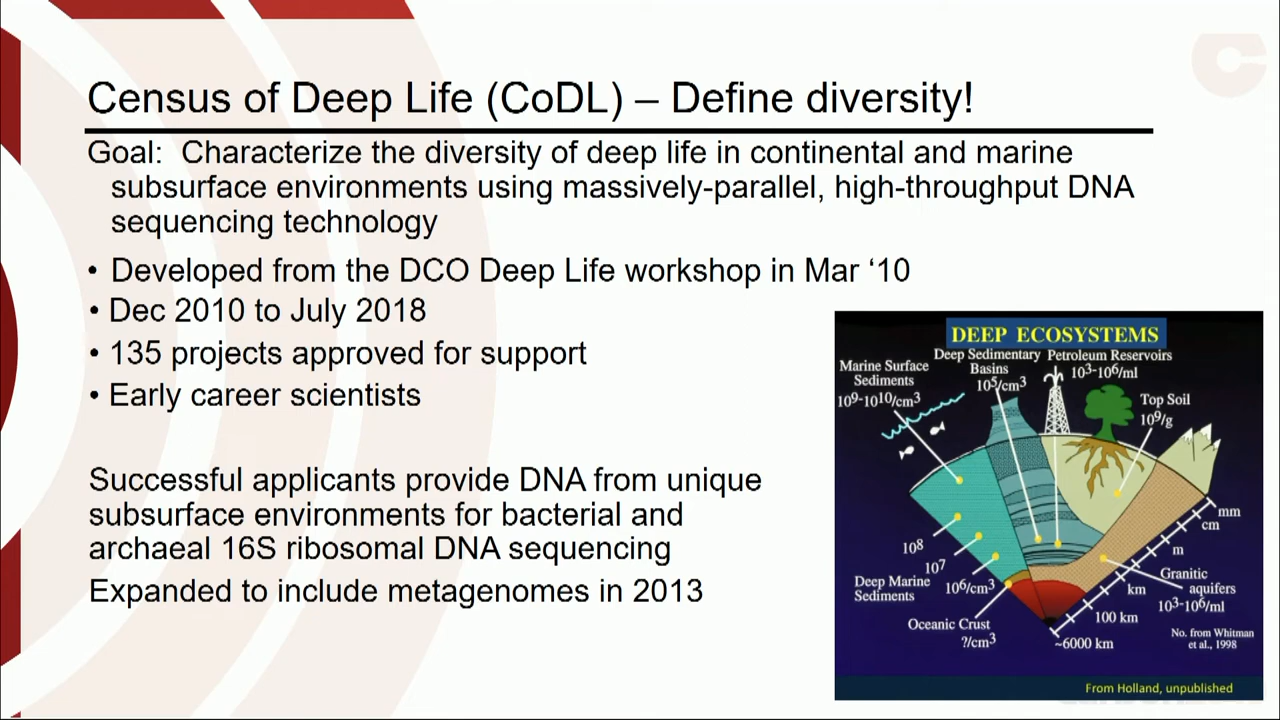 Census of Deep Life (CoDL) – Define diversity!
Goal: Characterize the diversity of deep life in continental and marine
subsurface environments using massively-parallel, high-throughput DNA
sequencing technology
• Developed from the DCO Deep Life workshop in Mar ‘10
• Dec 2010 to July 2018
• 135 projects approved for support
• Early career scientists
Successful applicants provide DNA from unique
subsurface environments for bacterial and
archaeal 16S ribosomal DNA sequencing
Expanded to include metagenomes in 2013
DEEP ECOSYSTEMS
Marine Surface
Sediments
10⁹-10¹⁰/cm³
Deep Sedimentary
Basins
10⁵/cm³
Petroleum Reservoirs
10³-10⁶/ml
Top Soil
10⁹/g
10⁸
10⁷
10⁶/cm³
Deep Marine
Sediments
Oceanic Crust
?/cm³
mm
cm
m
km
100 km
~6000 km
Granitic
aquifers
10³-10⁶/ml
No. from Whitman
et al., 1998
From Holland, unpublished